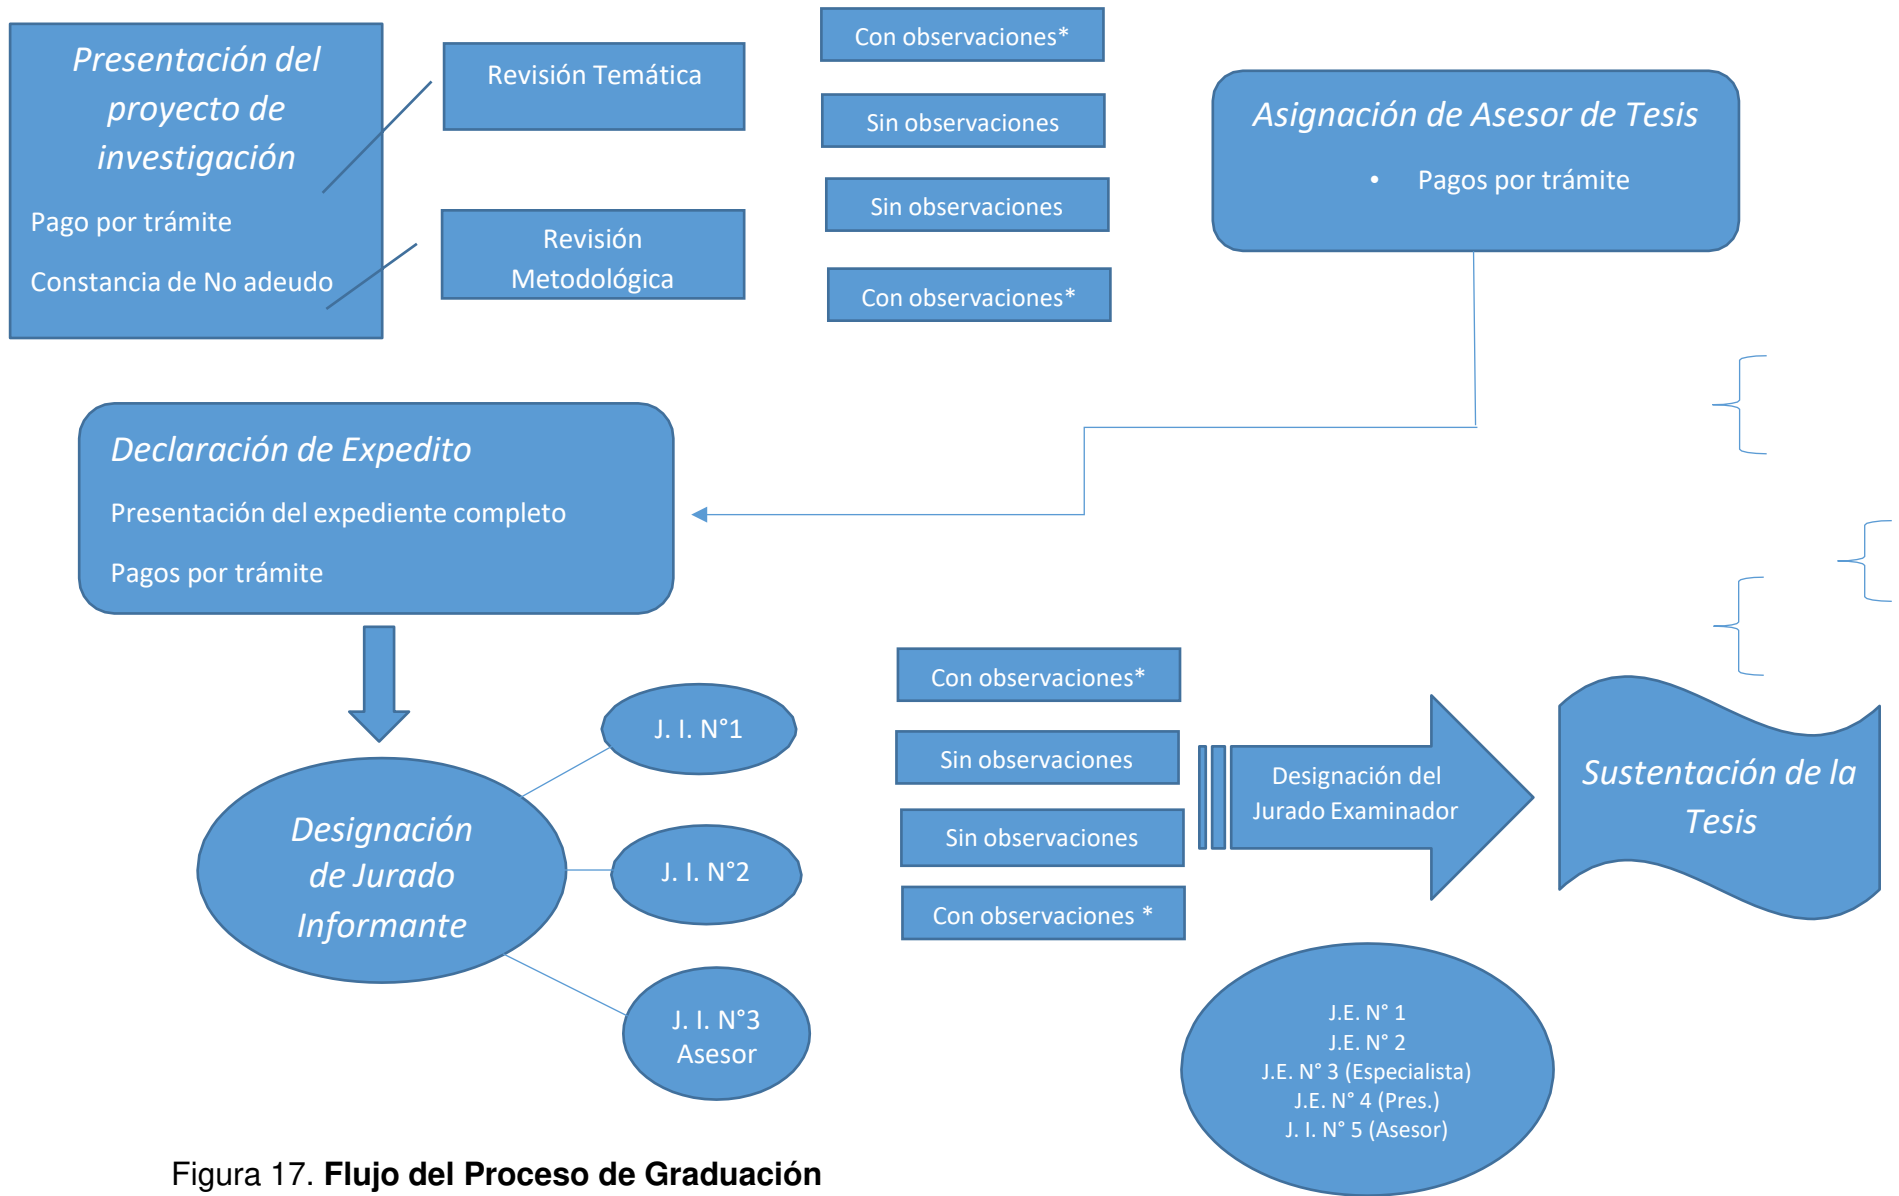 Presentación del
proyecto de
investigación
Pago por trámite
Constancia de No adeudo
Revisión Temática
Revisión
Metodológica
Con observaciones*
Sin observaciones
Sin observaciones
Con observaciones*
Asignación de Asesor de Tesis
• Pagos por trámite
Declaración de Expedito
Presentación del expediente completo
Pagos por trámite
Designación
de Jurado
Informante
J. I. N°1
J. I. N°2
J. I. N°3
Asesor
Con observaciones*
Sin observaciones
Sin observaciones
Con observaciones *
Designación del
Jurado Examinador
Sustentación de la
Tesis
J.E. N° 1
J.E. N° 2
J.E. N° 3 (Especialista)
J.E. N° 4 (Pres.)
J. I. N° 5 (Asesor)
Figura 17. Flujo del Proceso de Graduación